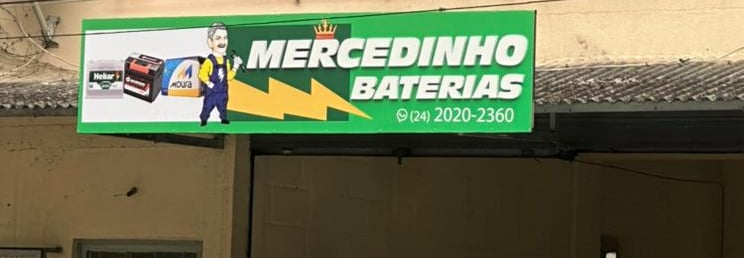 MERCEDINHO
BATERIAS
(24) 2020-2360
Heliar
MOURA